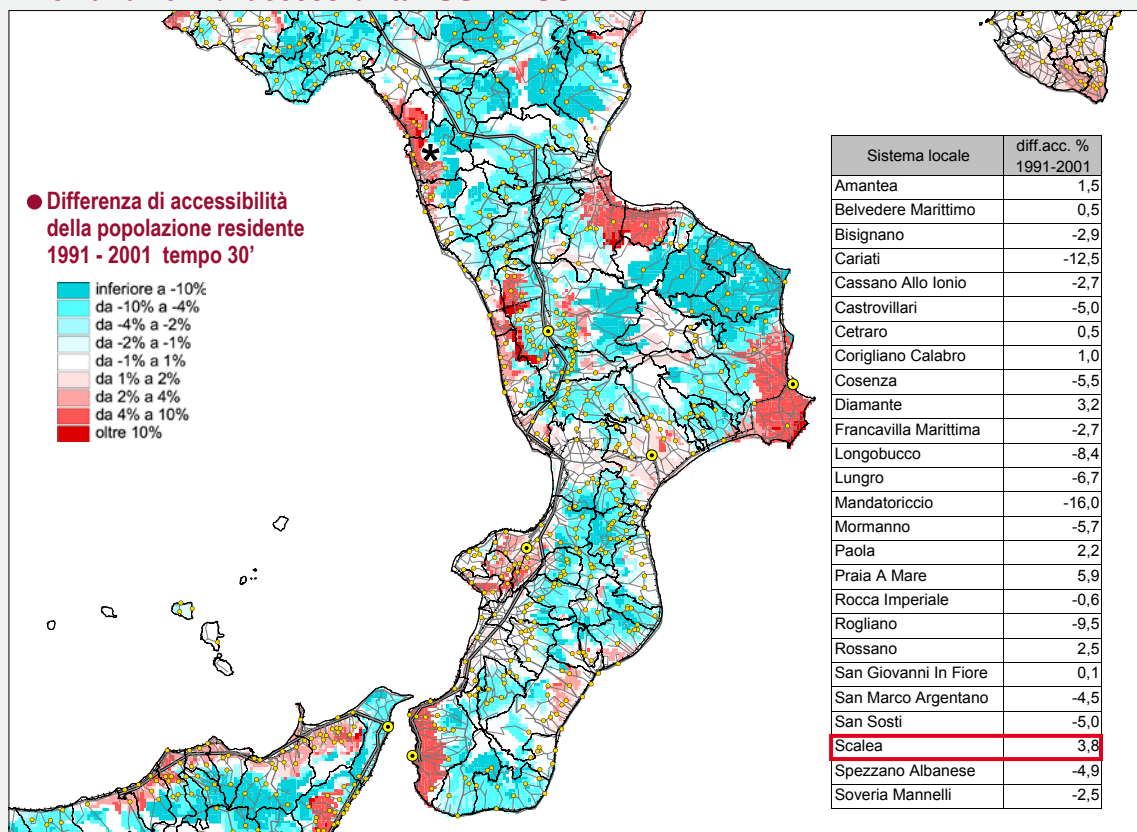 Differenza di accessibilità
della popolazione residente
1991 - 2001 tempo 30'
inferiore a -10%
da -10% a -4%
da -4% a -2%
da -2% a -1%
da -1% a 1%
da 1% a 2%
da 2% a 4%
da 4% a 10%
oltre 10%
*
Sistema locale diff.acc. %
1991-2001
Amantea 1,5
Belvedere Marittimo 0,5
Bisignano -2,9
Cariati -12,5
Cassano Allo Ionio -2,7
Castrovillari -5,0
Cetraro 0,5
Corigliano Calabro 1,0
Cosenza -5,5
Diamante 3,2
Francavilla Marittima -2,7
Longobucco -8,4
Lungro -6,7
Mandatoriccio -16,0
Mormanno -5,7
Paola 2,2
Praia A Mare 5,9
Rocca Imperiale -0,6
Rogliano -9,5
Rossano 2,5
San Giovanni In Fiore 0,1
San Marco Argentano -4,5
San Sosti -5,0
Scalea 3,8
Spezzano Albanese -4,9
Soveria Mannelli -2,5